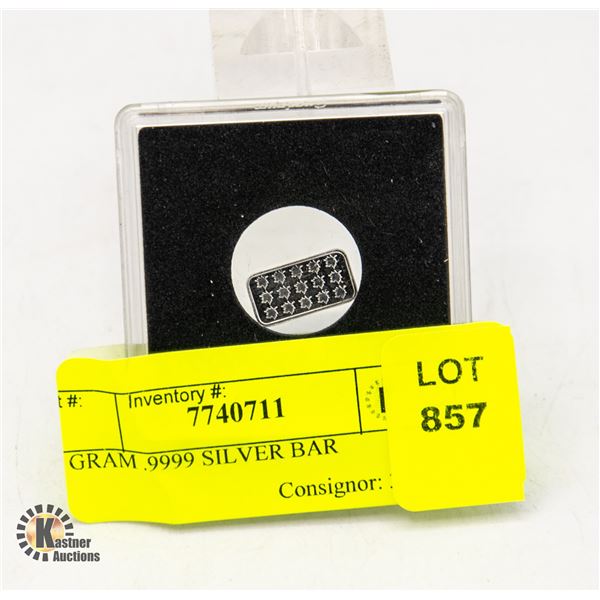 t #:
Inventory #:
7740711
GRAM .9999 SILVER BAR
Consignor:
LOT
857
Kastner
Auctions